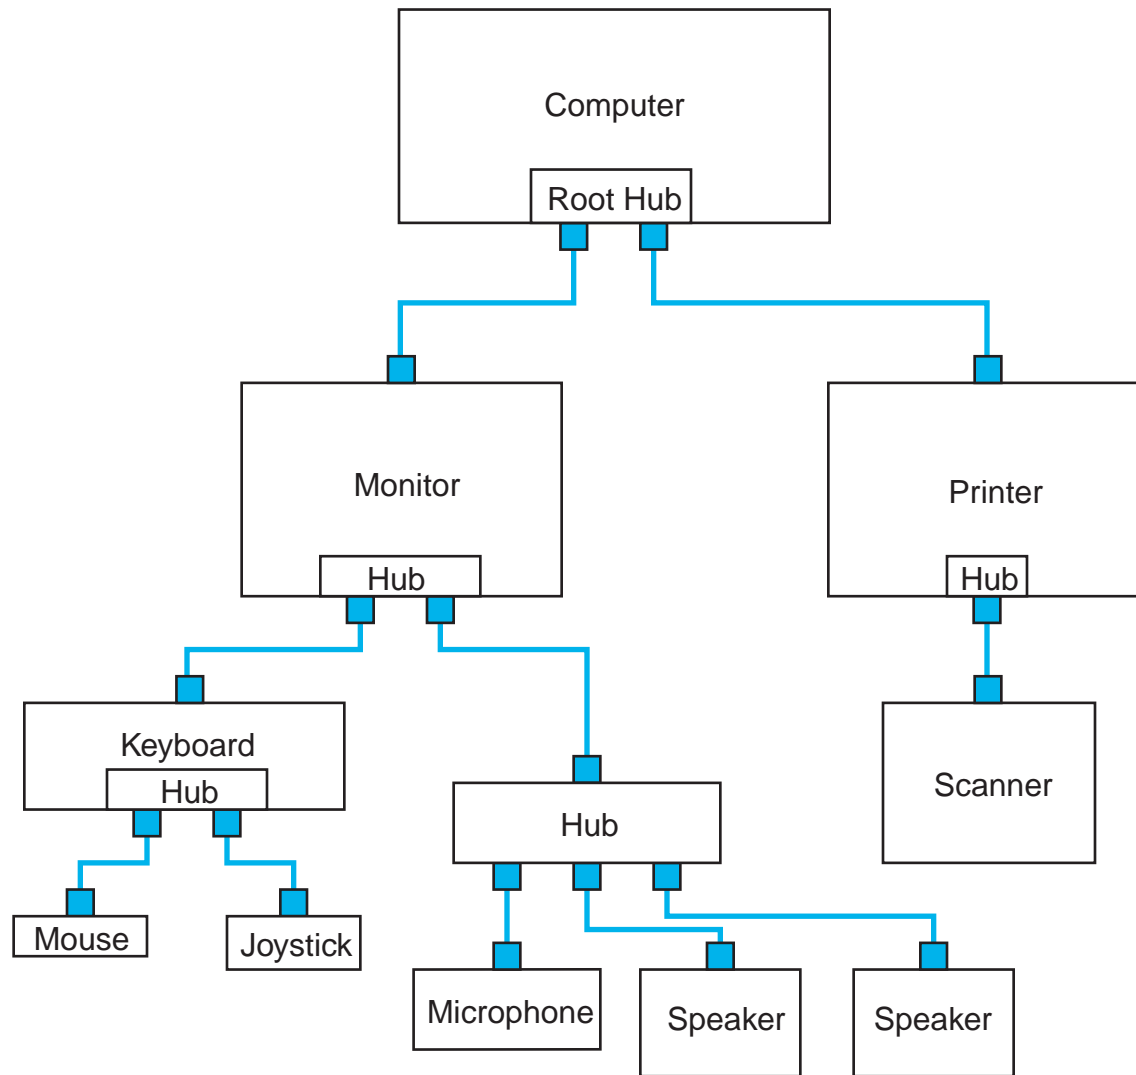 Computer
Root Hub
Monitor
Printer
Hub
Hub
Keyboard
Hub
Scanner
Hub
Mouse
Joystick
Microphone
Speaker
Speaker